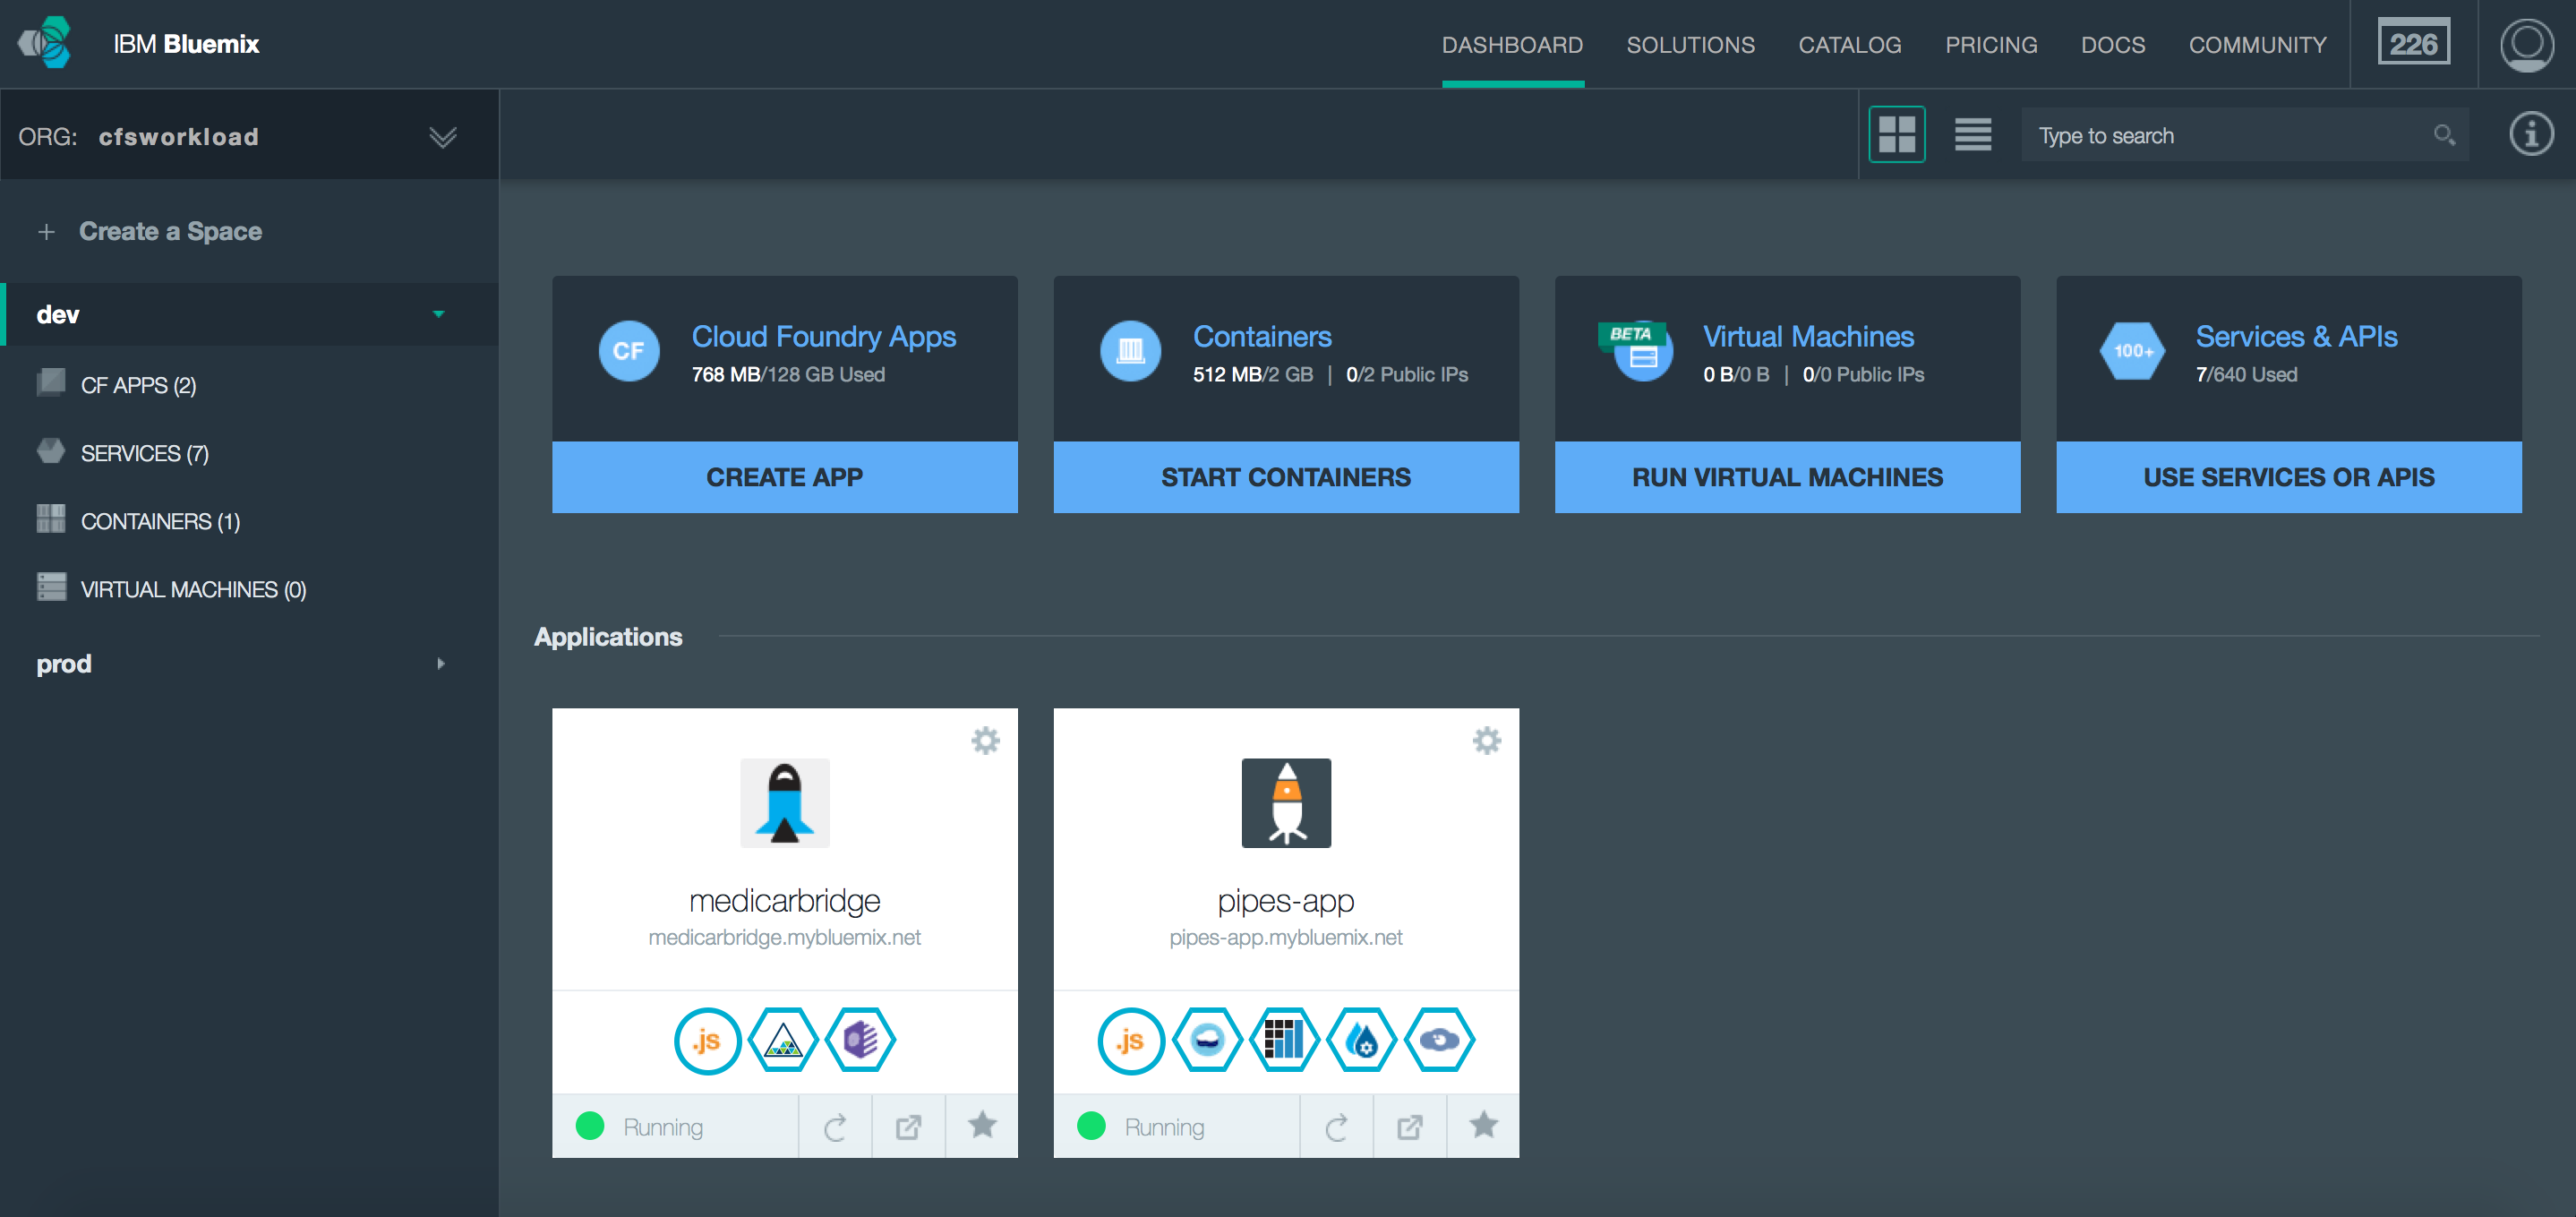 IBM Bluemix
DASHBOARD SOLUTIONS CATALOG PRICING DOCS COMMUNITY 226
ORG: cfsworkload
Type to search
+ Create a Space
dev
CF APPS (2)
SERVICES (7)
CONTAINERS (1)
VIRTUAL MACHINES (0)
prod
CF
Cloud Foundry Apps
768 MB/128 GB Used
CREATE APP
Containers
512 MB/2 GB | 0/2 Public IPs
START CONTAINERS
BETA
Virtual Machines
0 B/0 B | 0/0 Public IPs
RUN VIRTUAL MACHINES
100+
Services & APIs
7/640 Used
USE SERVICES OR APIS
Applications
medicarbridge
medicarbridge.mybluemix.net
.js
Running
pipes-app
pipes-app.mybluemix.net
.js
Running